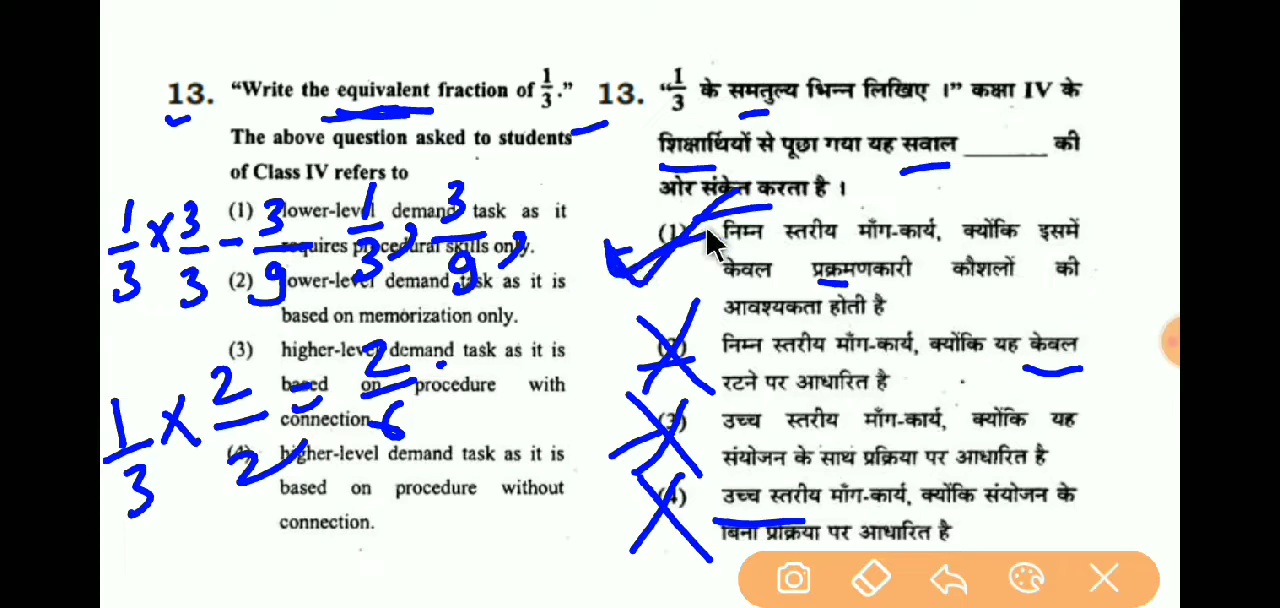 13. "Write the equivalent fraction of 1/3."
The above question asked to students
of Class IV refers to
(1) lower-level demand task as it
requires procedural skills only.
(2) lower-level demand task as it is
based on memorization only.
(3) higher-level demand task as it is
based on procedure with
connection.
(4) higher-level demand task as it is
based on procedure without
connection.
1/3 × 3/3 - 3/9
1/3, 3/9,
1/3 × 2/2 = 2/6
13. "1/3 के समतुल्य भिन्न लिखिए ।" कक्षा IV के
शिक्षार्थियों से पूछा गया यह सवाल ________ की
ओर संकेत करता है ।
(1) निम्न स्तरीय माँग-कार्य, क्योंकि इसमें
केवल प्रक्रमणकारी कौशलों की
आवश्यकता होती है
(2) निम्न स्तरीय माँग-कार्य, क्योंकि यह केवल
रटने पर आधारित है
(3) उच्च स्तरीय माँग-कार्य, क्योंकि यह
संयोजन के साथ प्रक्रिया पर आधारित है
(4) उच्च स्तरीय माँग-कार्य, क्योंकि संयोजन के
बिना प्रक्रिया पर आधारित है